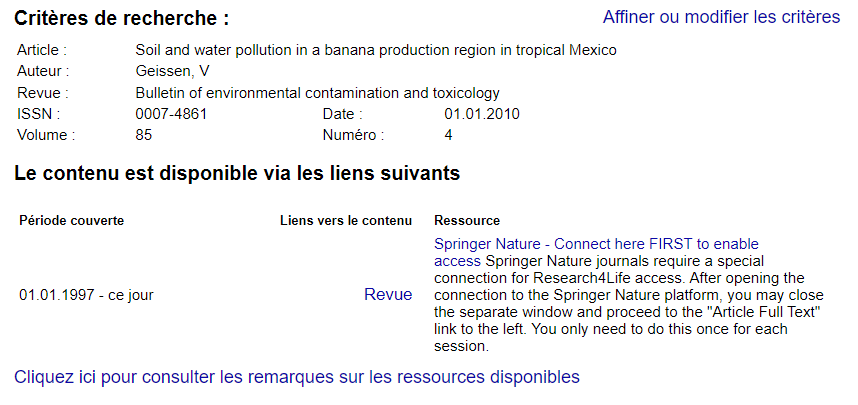 Critères de recherche :
Affiner ou modifier les critères
Article : Soil and water pollution in a banana production region in tropical Mexico
Auteur : Geissen, V
Revue : Bulletin of environmental contamination and toxicology
ISSN : 0007-4861 Date : 01.01.2010
Volume : 85 Numéro : 4
Le contenu est disponible via les liens suivants
Période couverte Liens vers le contenu Ressource
01.01.1997 - ce jour Revue
Springer Nature - Connect here FIRST to enable
access Springer Nature journals require a special
connection for Research4Life access. After opening the
connection to the Springer Nature platform, you may close
the separate window and proceed to the "Article Full Text"
link to the left. You only need to do this once for each
session.
Cliquez ici pour consulter les remarques sur les ressources disponibles